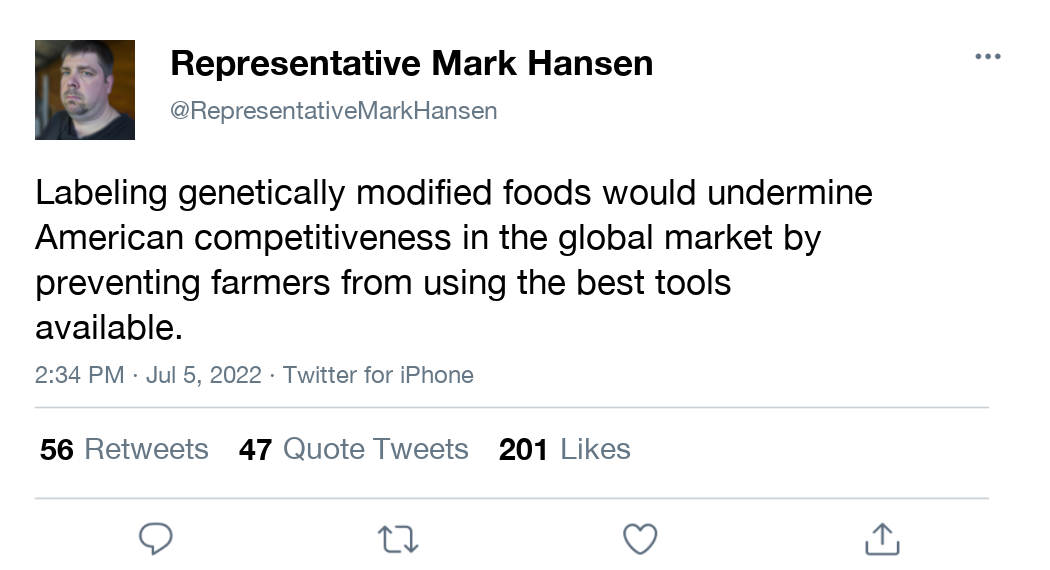 Representative Mark Hansen
@RepresentativeMarkHansen
Labeling genetically modified foods would undermine
American competitiveness in the global market by
preventing farmers from using the best tools
available.
2:34 PM · Jul 5, 2022 · Twitter for iPhone
56 Retweets 47 Quote Tweets 201 Likes